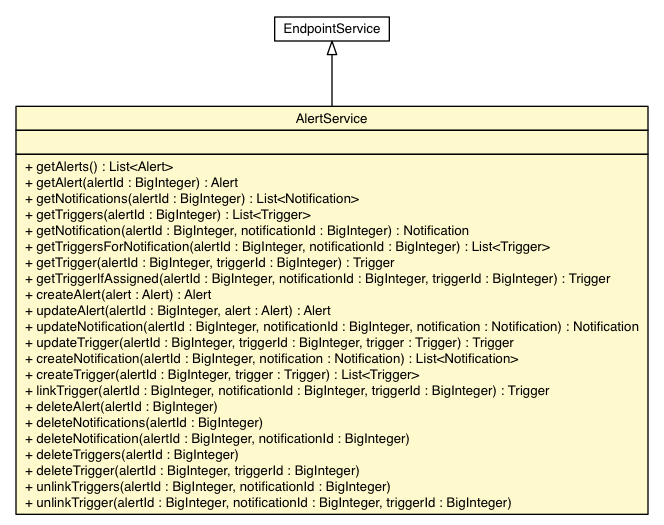 EndpointService
AlertService
+ getAlerts() : List<Alert>
+ getAlert(alertId : BigInteger) : Alert
+ getNotifications(alertId : BigInteger) : List<Notification>
+ getTriggers(alertId : BigInteger) : List<Trigger>
+ getNotification(alertId : BigInteger, notificationId : BigInteger) : Notification
+ getTriggersForNotification(alertId : BigInteger, notificationId : BigInteger) : List<Trigger>
+ getTrigger(alertId : BigInteger, triggerId : BigInteger) : Trigger
+ getTriggerIfAssigned(alertId : BigInteger, notificationId : BigInteger, triggerId : BigInteger) : Trigger
+ createAlert(alert : Alert) : Alert
+ updateAlert(alertId : BigInteger, alert : Alert) : Alert
+ updateNotification(alertId : BigInteger, notificationId : BigInteger, notification : Notification) : Notification
+ updateTrigger(alertId : BigInteger, triggerId : BigInteger, trigger : Trigger) : Trigger
+ createNotification(alertId : BigInteger, notification : Notification) : List<Notification>
+ createTrigger(alertId : BigInteger, trigger : Trigger) : List<Trigger>
+ linkTrigger(alertId : BigInteger, notificationId : BigInteger, triggerId : BigInteger) : Trigger
+ deleteAlert(alertId : BigInteger)
+ deleteNotifications(alertId : BigInteger)
+ deleteNotification(alertId : BigInteger, notificationId : BigInteger)
+ deleteTriggers(alertId : BigInteger)
+ deleteTrigger(alertId : BigInteger, triggerId : BigInteger)
+ unlinkTriggers(alertId : BigInteger, notificationId : BigInteger)
+ unlinkTrigger(alertId : BigInteger, notificationId : BigInteger, triggerId : BigInteger)